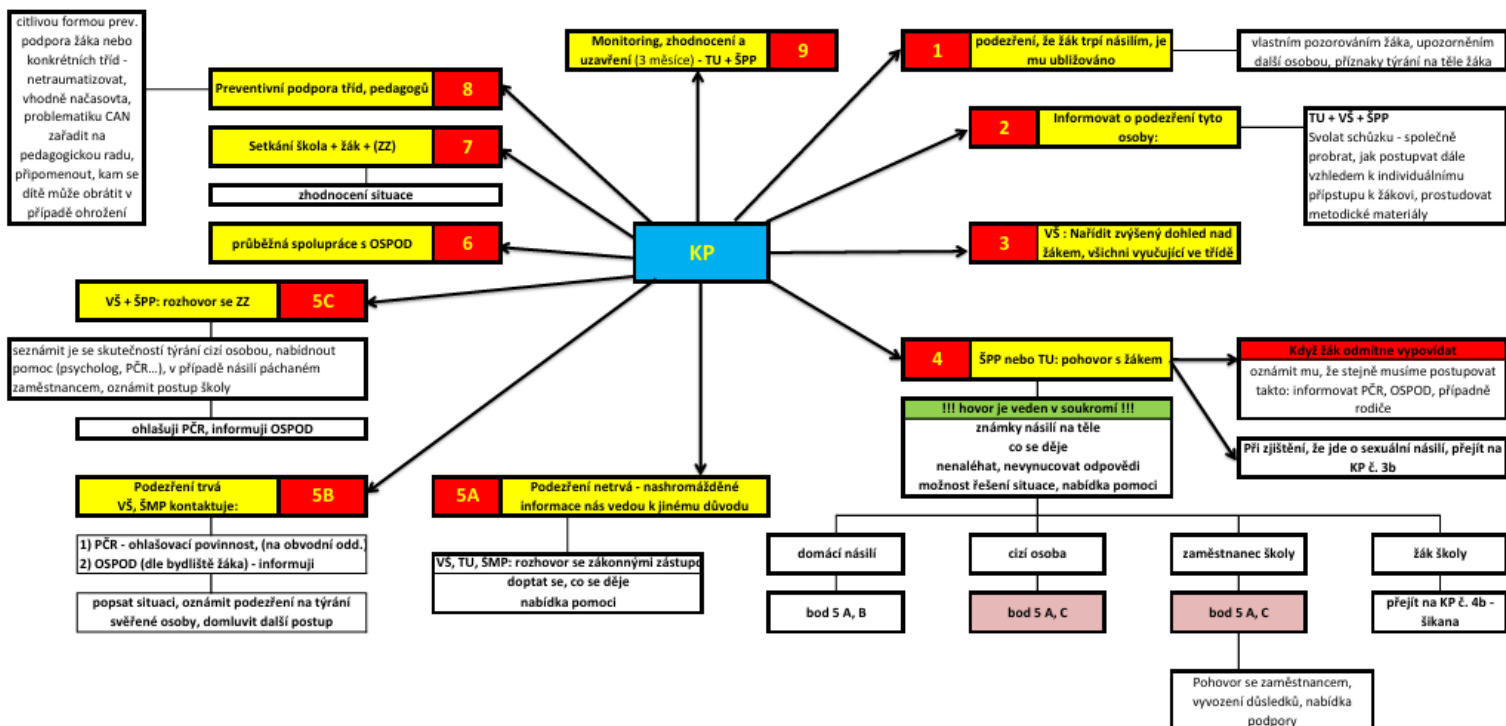 citlivou formou prev.
podpora žáka nebo
konkrétních tříd -
netraumatizovat,
vhodně načasovta,
problematiku CAN
zařadit na
pedagogickou radu,
připomenout, kam se
dítě může obrátit v
případě ohrožení
Monitoring, zhodnocení a
uzavření (3 měsíce) - TU + ŠPP
9
1
podezření, že žák trpí násilím, je
mu ubližováno
vlastním pozorováním žáka, upozorněním
další osobou, příznaky týrání na těle žáka
Preventivní podpora tříd, pedagogů
8
2
Informovat o podezření tyto
osoby:
TU + VŠ + ŠPP
Svolat schůzku - společně
probrat, jak postupvat dále
vzhledem k individuálnímu
přípstupu k žákovi, prostudovat
metodické materiály
Setkání škola + žák + (ZZ)
7
zhodnocení situace
průběžná spolupráce s OSPOD
6
KP
3
VŠ : Nařídit zvýšený dohled nad
žákem, všichni vyučující ve třídě
VŠ + ŠPP: rozhovor se ZZ
5C
seznámit je se skutečností týrání cizí osobou, nabídnout
pomoc (psycholog, PČR...), v případě násilí páchaném
zaměstnancem, oznámit postup školy
ohlašuji PČR, informuji OSPOD
4
ŠPP nebo TU: pohovor s žákem
Když žák odmítne vypovídat
oznámit mu, že stejně musíme postupovat
takto: informovat PČR, OSPOD, případně
rodiče
!!! hovor je veden v soukromí !!!
známky násilí na těle
co se děje
nenaléhat, nevynucovat odpovědi
možnost řešení situace, nabídka pomoci
Při zjištění, že jde o sexuální násilí, přejít na
KP č. 3b
Podezření trvá
VŠ, ŠMP kontaktuje:
5B
1) PČR - ohlašovací povinnost, (na obvodní odd.)
2) OSPOD (dle bydliště žáka) - informuji
popsat situaci, oznámit podezření na týrání
svěřené osoby, domluvit další postup
5A
Podezření netrvá - nashromážděné
informace nás vedou k jinému důvodu
VŠ, TU, ŠMP: rozhovor se zákonnými zástupc
doptat se, co se děje
nabídka pomoci
domácí násilí
cizí osoba
zaměstnanec školy
žák školy
bod 5 A, B
bod 5 A, C
bod 5 A, C
přejít na KP č. 4b -
šikana
Pohovor se zaměstnancem,
vyvození důsledků, nabídka
podpory